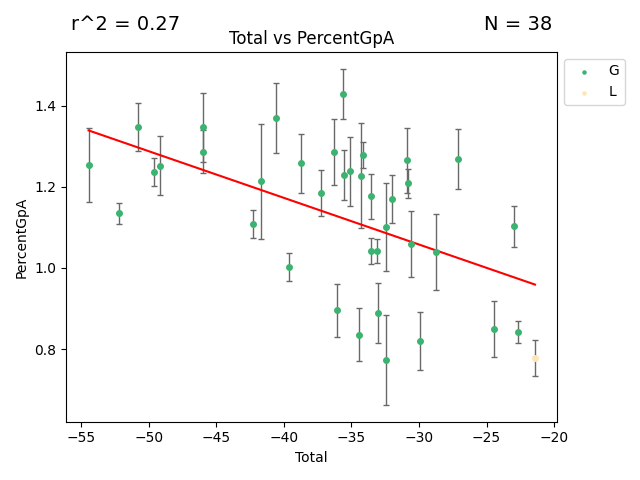 r^2 = 0.27
N = 38
Total vs PercentGpA
G
L
1.4
1.2
1.0
0.8
PercentGpA
−55
−50
−45
−40
−35
−30
−25
−20
Total